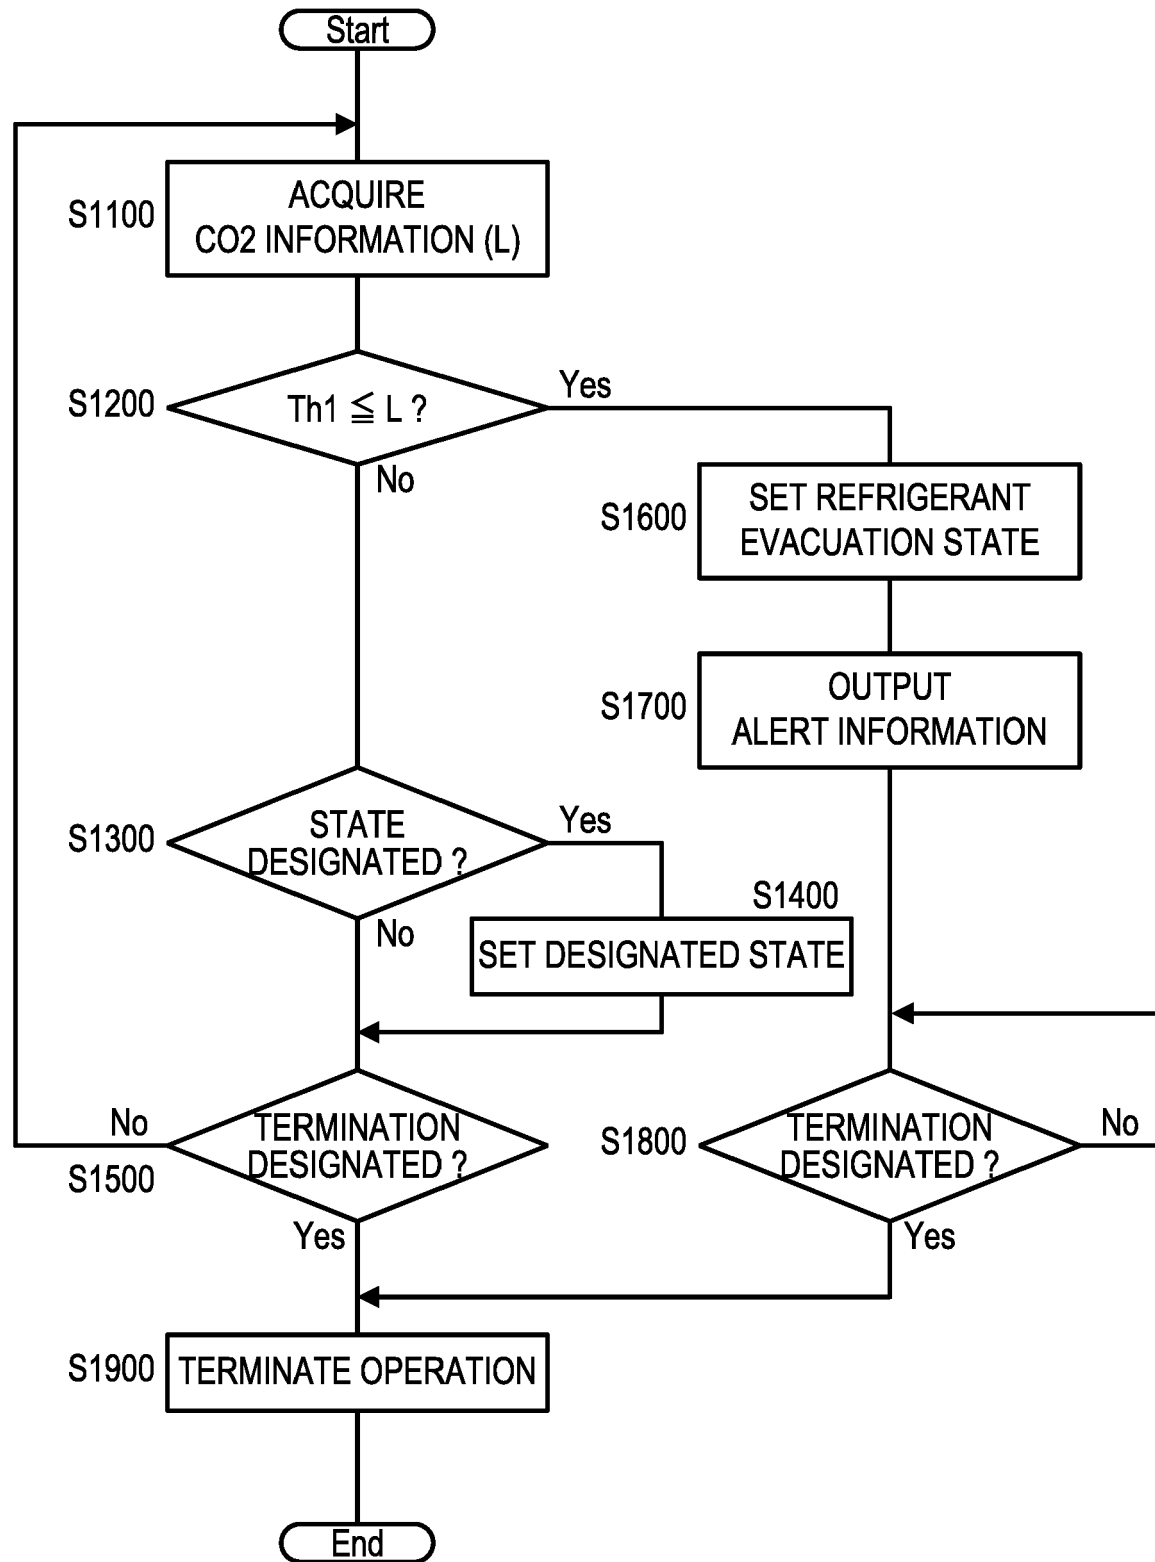 Start
S1100
ACQUIRE
CO2 INFORMATION (L)
S1200
Th1 ≦ L ?
Yes
No
S1600
SET REFRIGERANT
EVACUATION STATE
S1700
OUTPUT
ALERT INFORMATION
S1300
STATE
DESIGNATED ?
Yes
No
S1400
SET DESIGNATED STATE
No
S1500
TERMINATION
DESIGNATED ?
Yes
S1800
TERMINATION
DESIGNATED ?
No
Yes
S1900
TERMINATE OPERATION
End